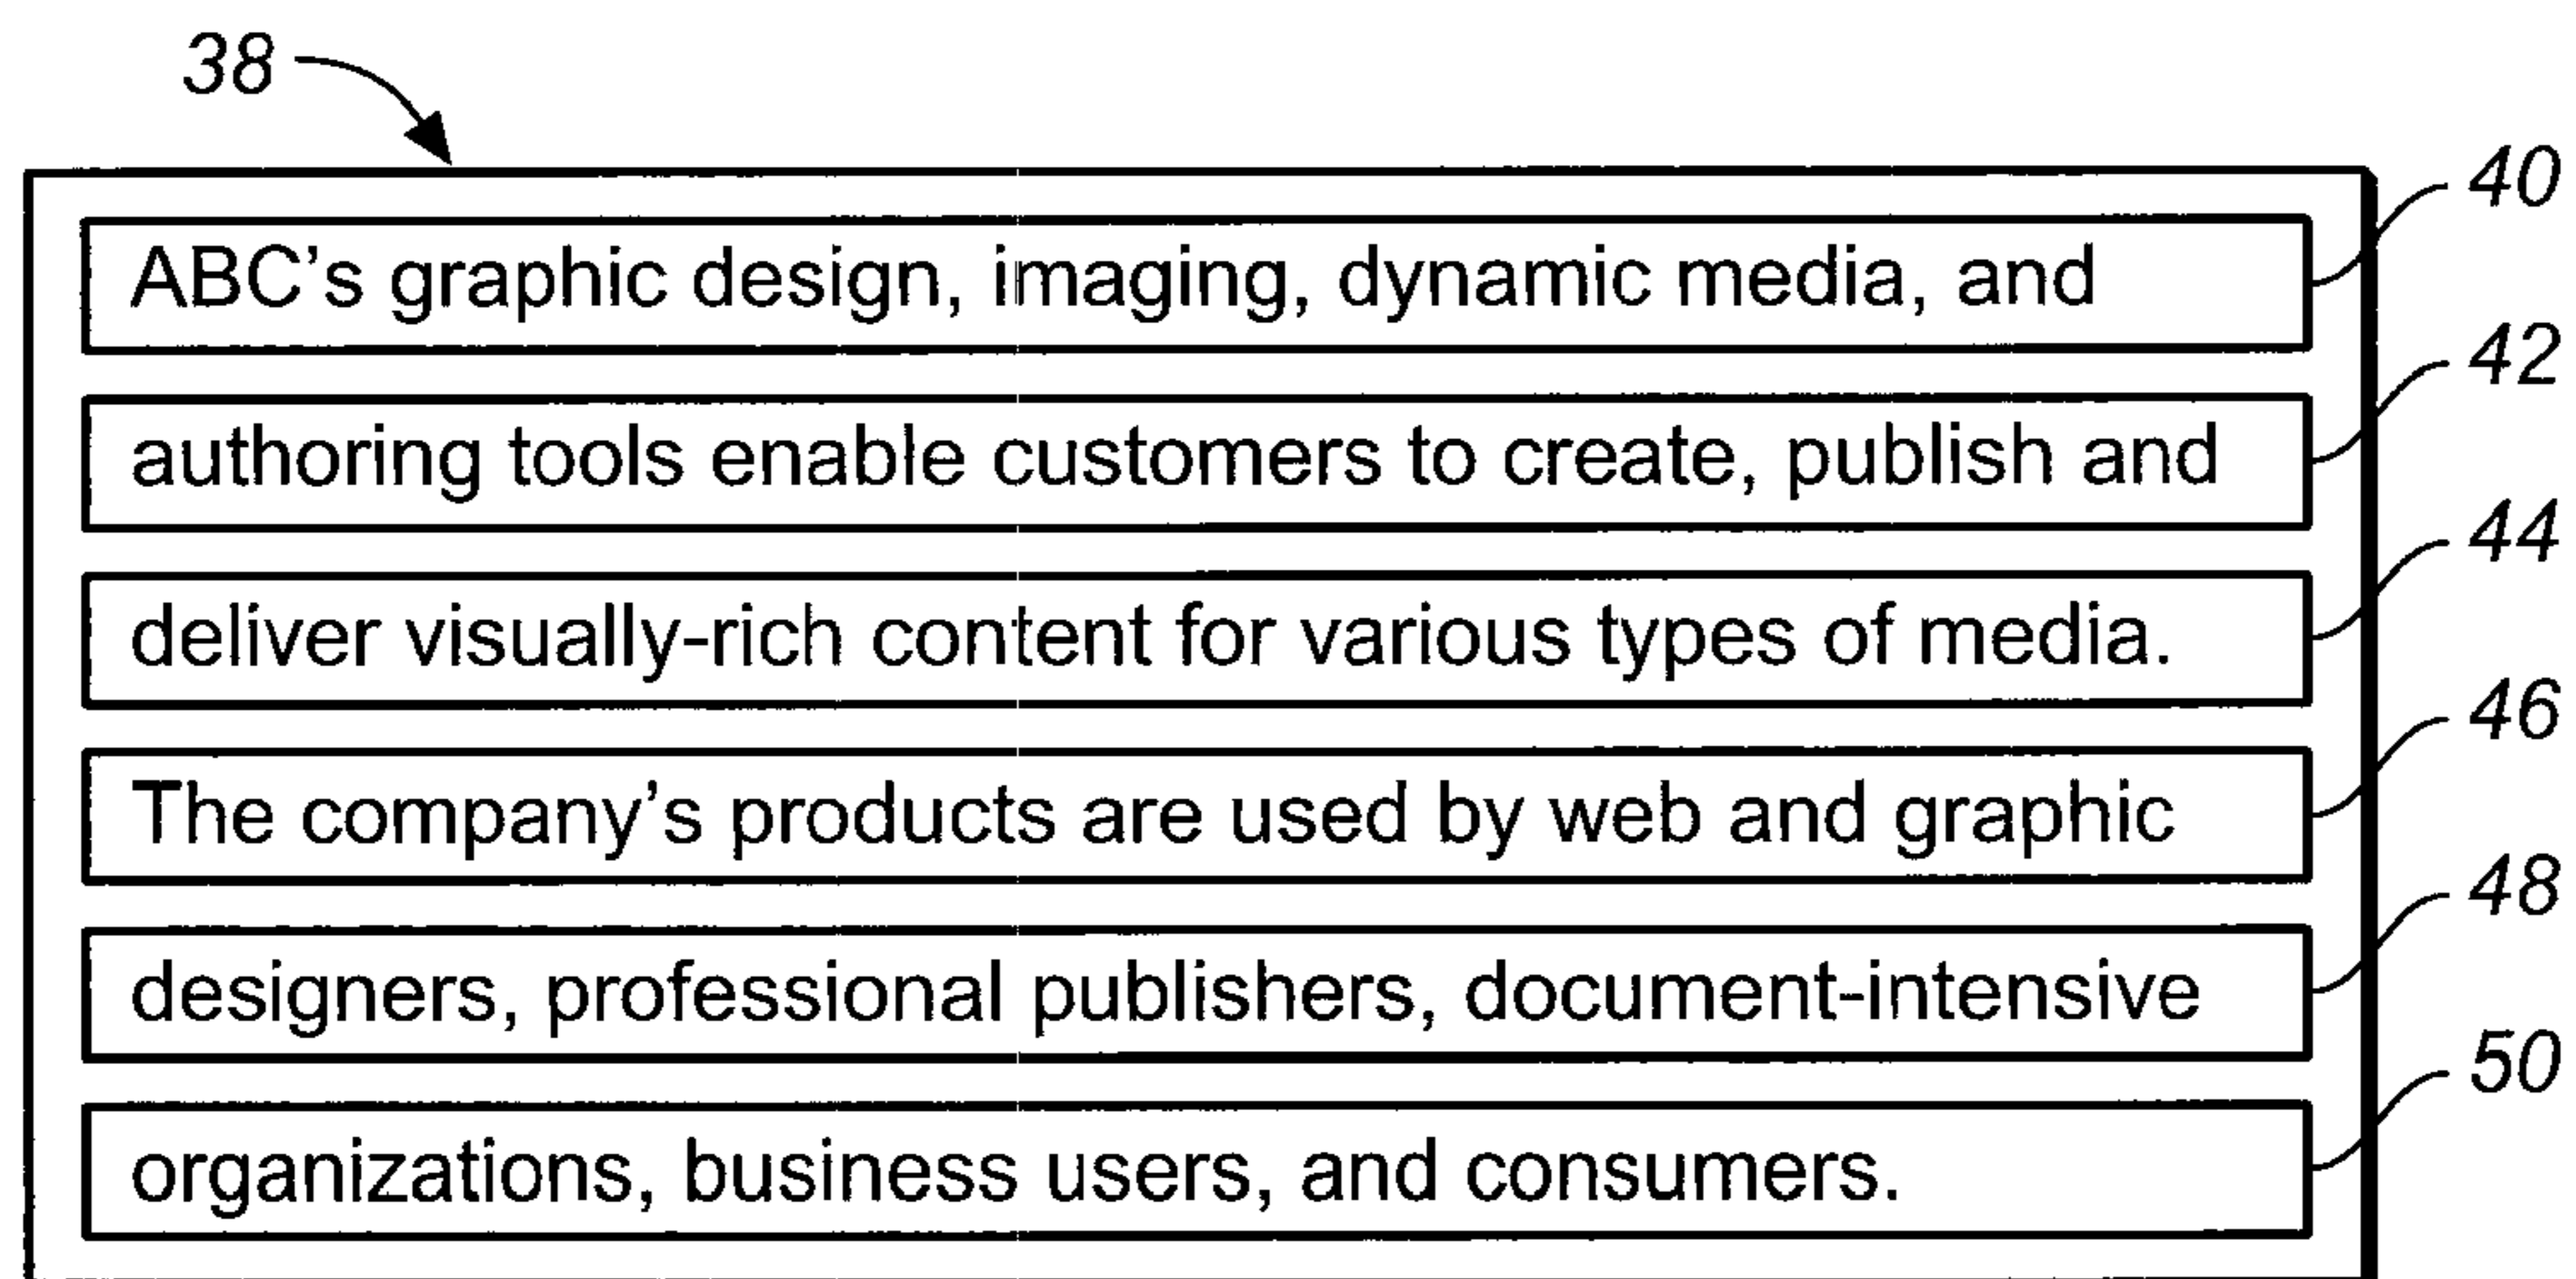 38
40
ABC’s graphic design, imaging, dynamic media, and
42
authoring tools enable customers to create, publish and
44
deliver visually-rich content for various types of media.
46
The company’s products are used by web and graphic
48
designers, professional publishers, document-intensive
50
organizations, business users, and consumers.